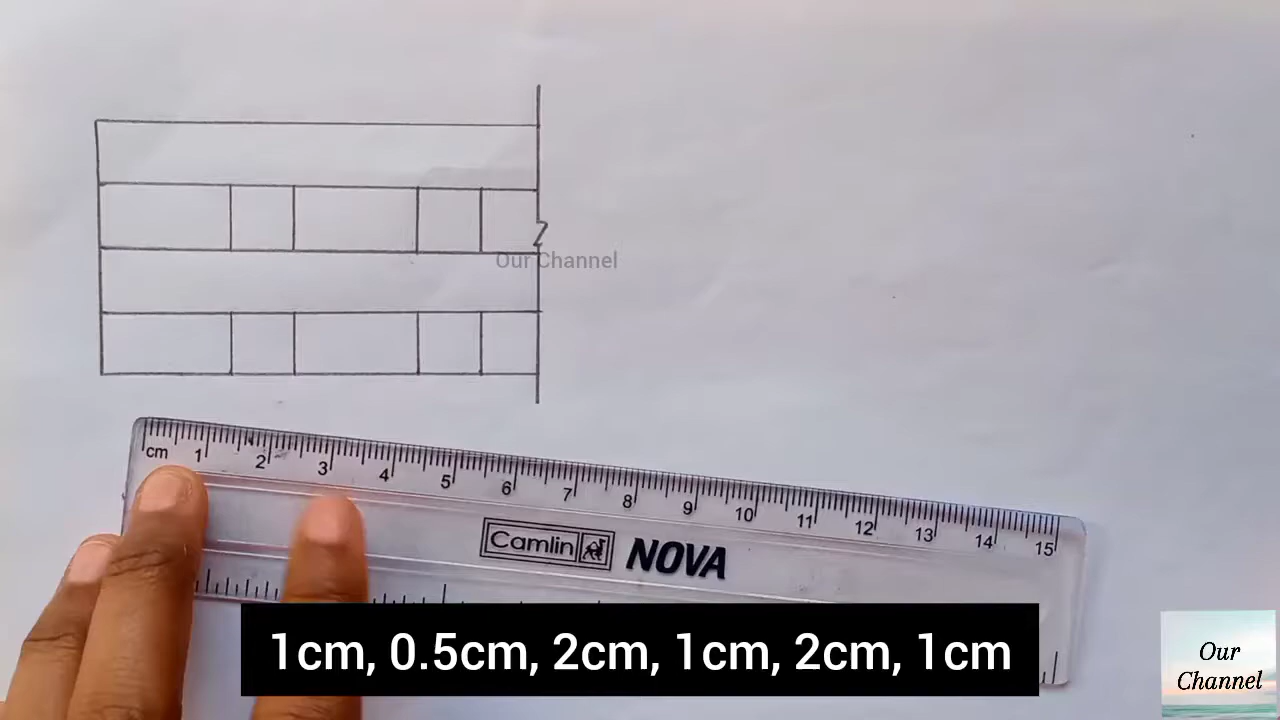 Our Channel
cm 1 2 3 4 5 6 7 8 9 10 11 12 13 14 15
Camlin NOVA
1cm, 0.5cm, 2cm, 1cm, 2cm, 1cm
Our
Channel